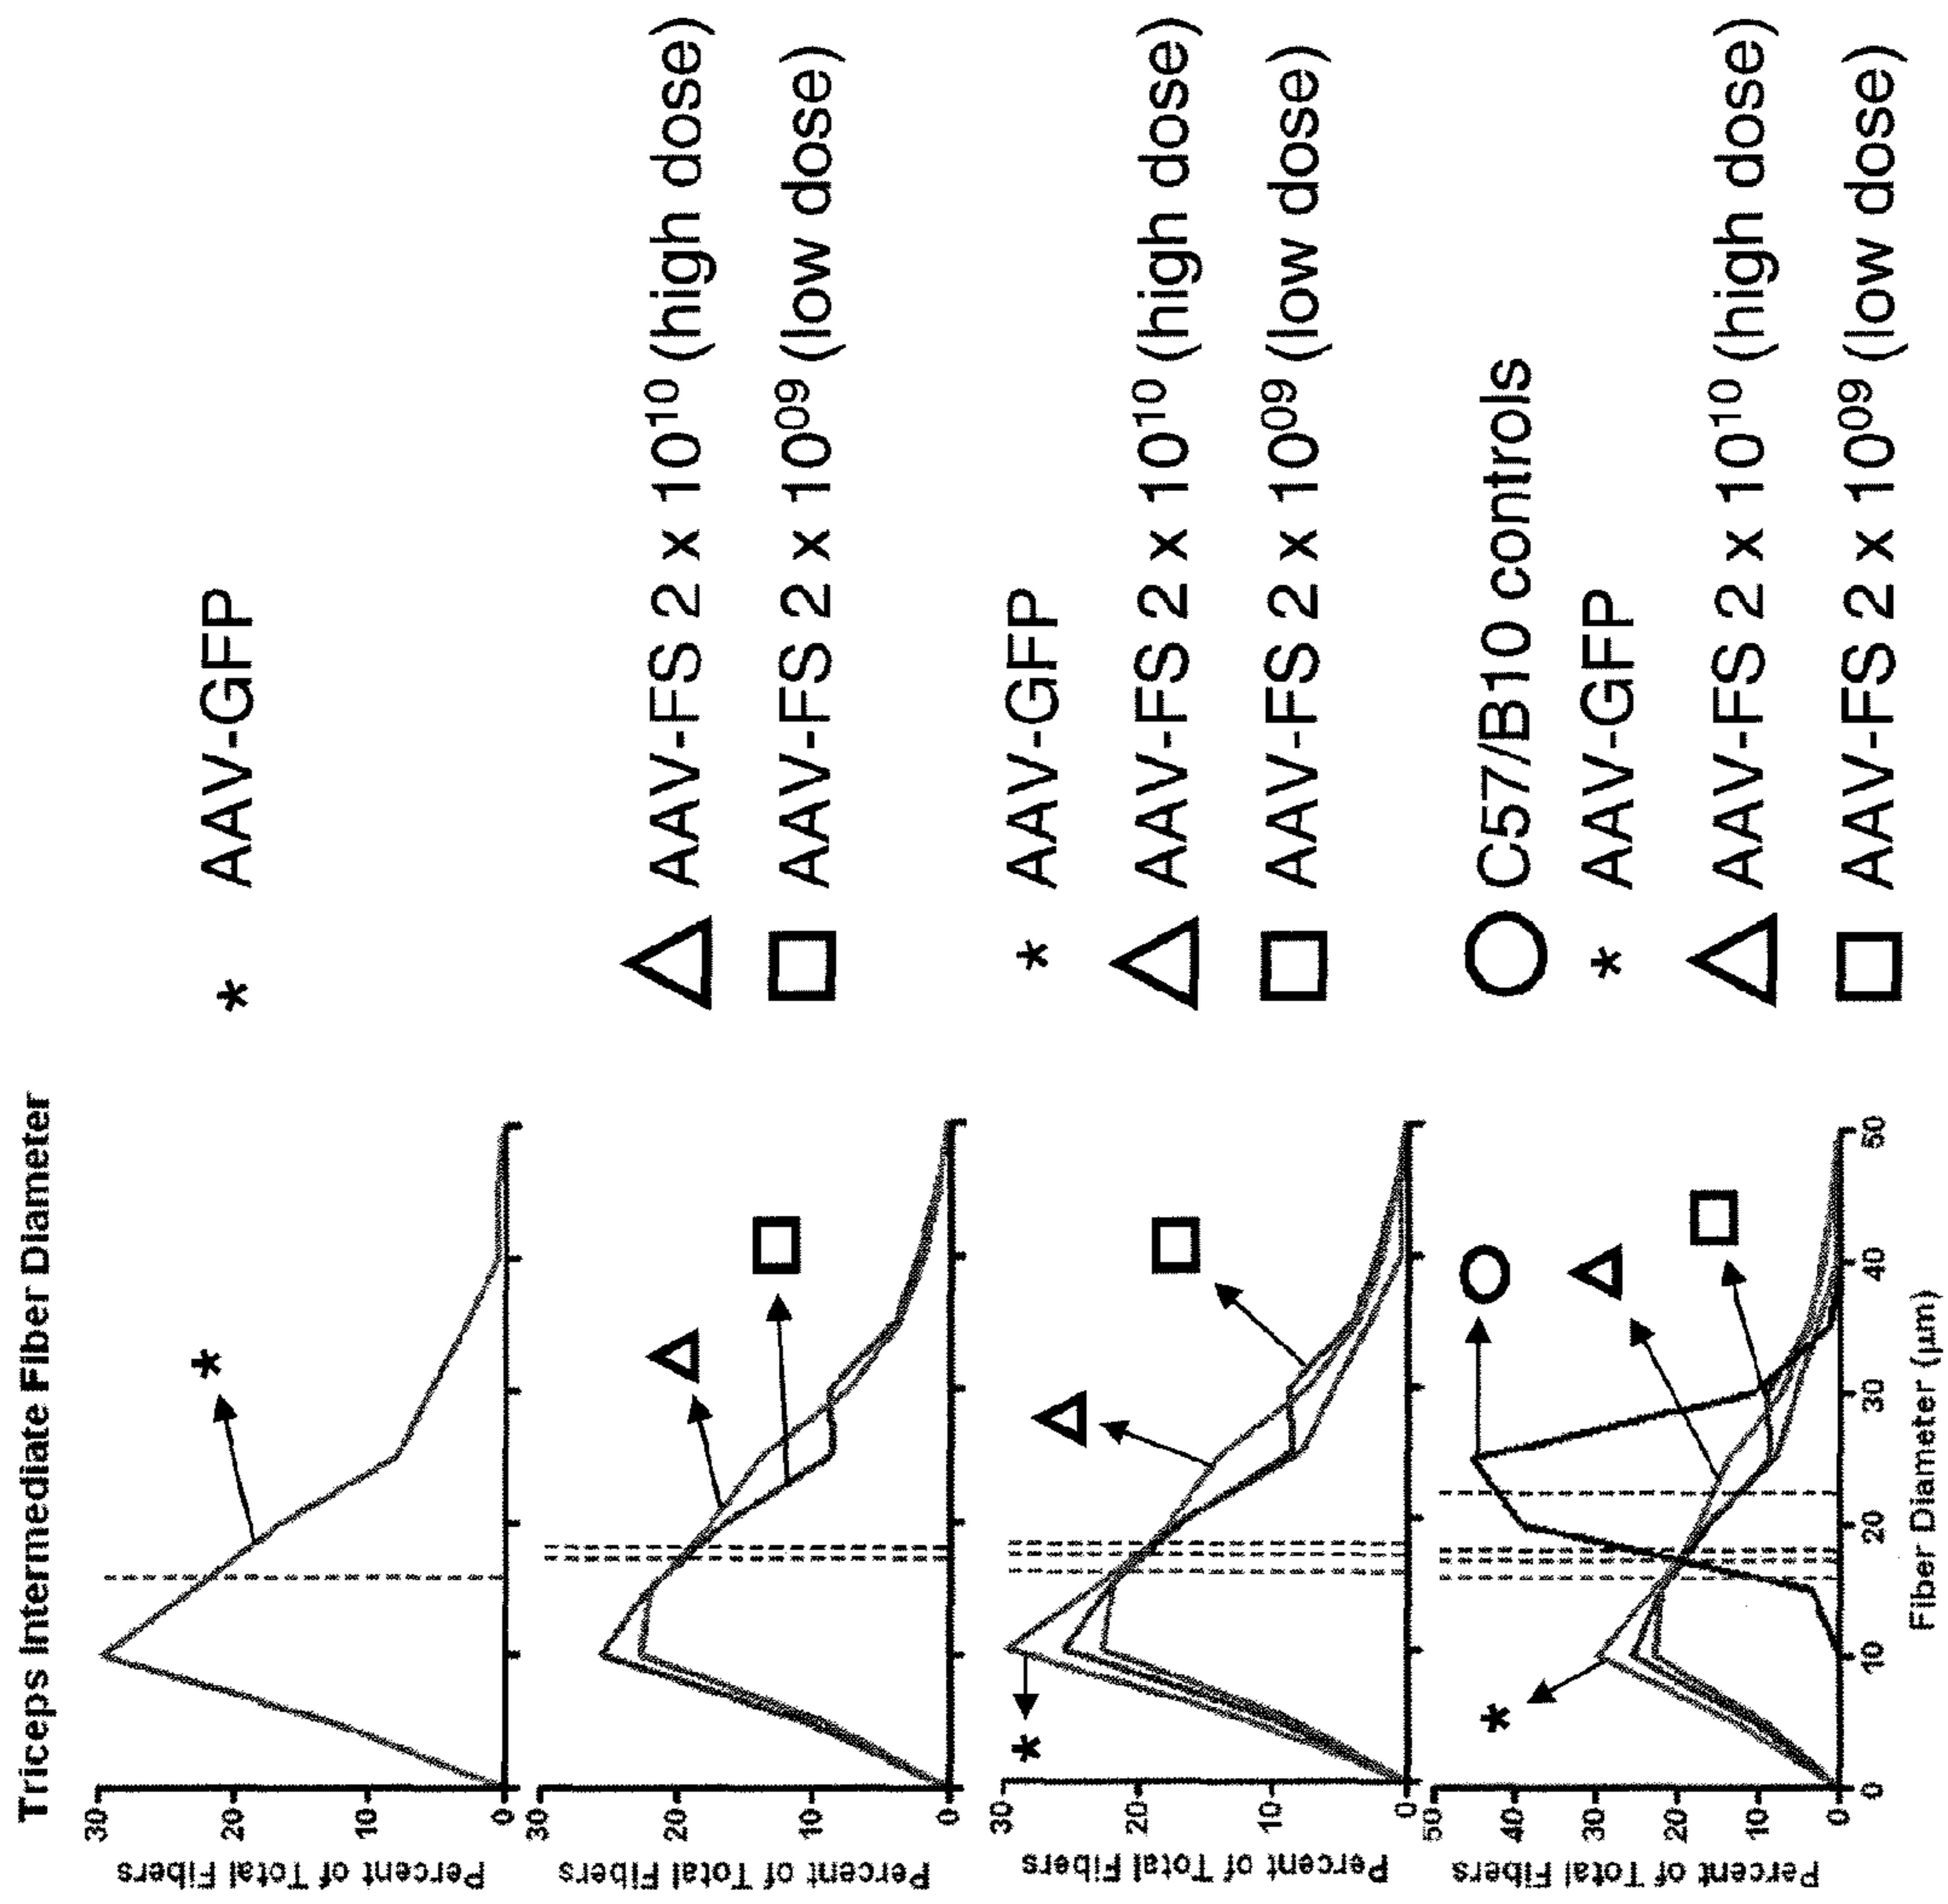 Triceps Intermediate Fiber Diameter
Percent of Total Fibers
30
20
10
0
*
* AAV-GFP
Percent of Total Fibers
30
20
10
0
AAV-FS 2 x 10¹⁰ (high dose)
AAV-FS 2 x 10⁰⁹ (low dose)
Percent of Total Fibers
30
20
10
0
*
* AAV-GFP
AAV-FS 2 x 10¹⁰ (high dose)
AAV-FS 2 x 10⁰⁹ (low dose)
Percent of Total Fibers
50
40
30
20
10
0
*
0 10 20 30 40 50
Fiber Diameter (µm)
C57/B10 controls
* AAV-GFP
AAV-FS 2 x 10¹⁰ (high dose)
AAV-FS 2 x 10⁰⁹ (low dose)